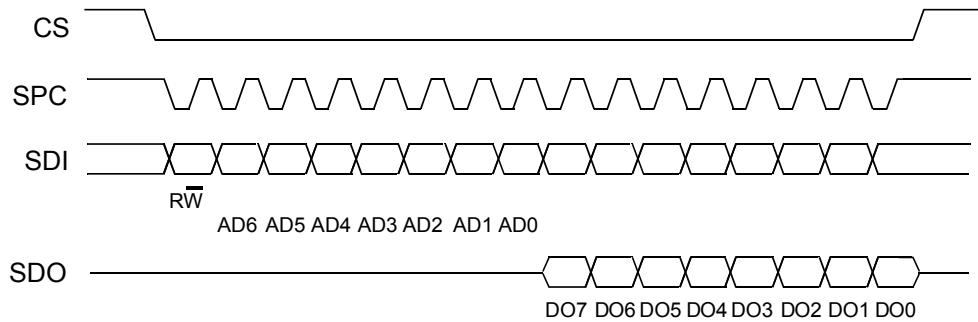 CS
SPC
SDI
RW
AD6 AD5 AD4 AD3 AD2 AD1 AD0
SDO
DO7 DO6 DO5 DO4 DO3 DO2 DO1 DO0